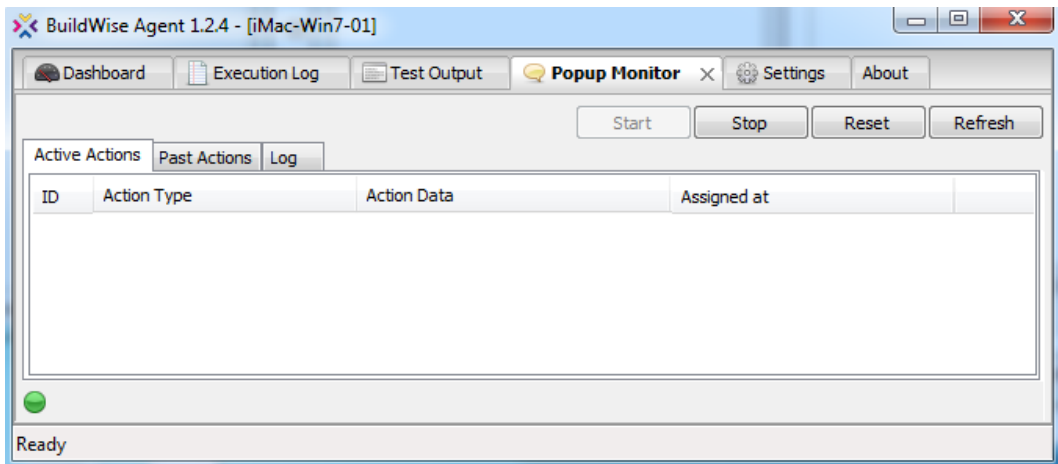 BuildWise Agent 1.2.4 - [iMac-Win7-01]
Dashboard Execution Log Test Output Popup Monitor Settings About
Start Stop Reset Refresh
Active Actions Past Actions Log
ID Action Type Action Data Assigned at
Ready